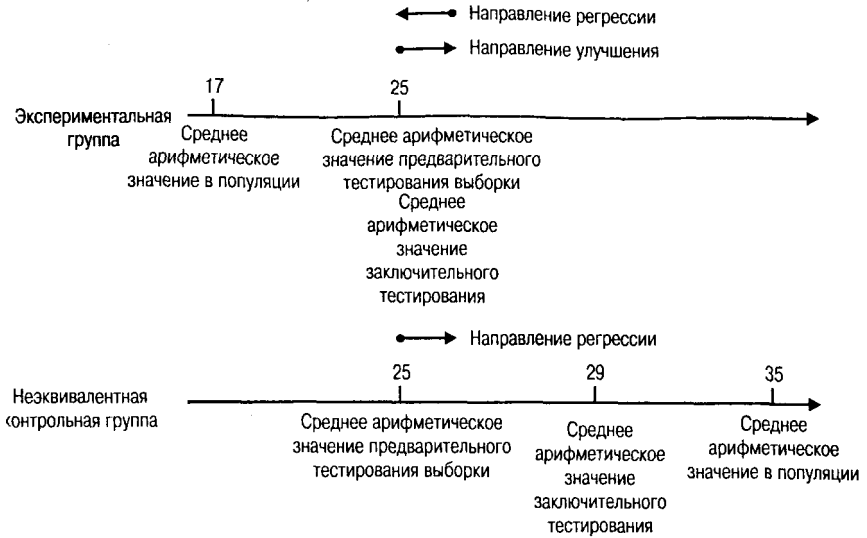 Направление регрессии
Направление улучшения
17
25
Экспериментальная
группа
Среднее
арифметическое
значение в популяции
Среднее арифметическое
значение предварительного
тестирования выборки
Среднее
арифметическое
значение
заключительного
тестирования
Направление регрессии
25
29
35
Неэквивалентная
контрольная группа
Среднее арифметическое
значение предварительного
тестирования выборки
Среднее
арифметическое
значение
заключительного
тестирования
Среднее
арифметическое
значение в популяции